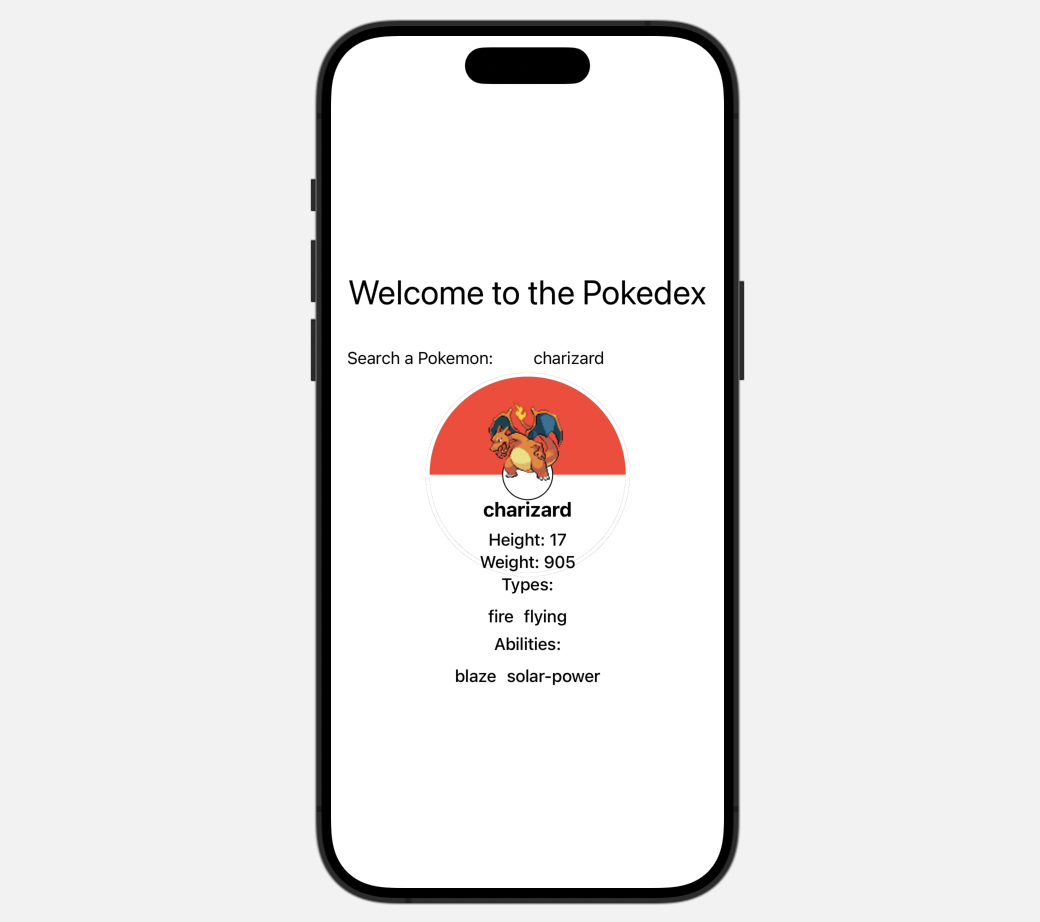 Welcome to the Pokedex
Search a Pokemon: charizard
charizard
Height: 17
Weight: 905
Types:
fire flying
Abilities:
blaze solar-power